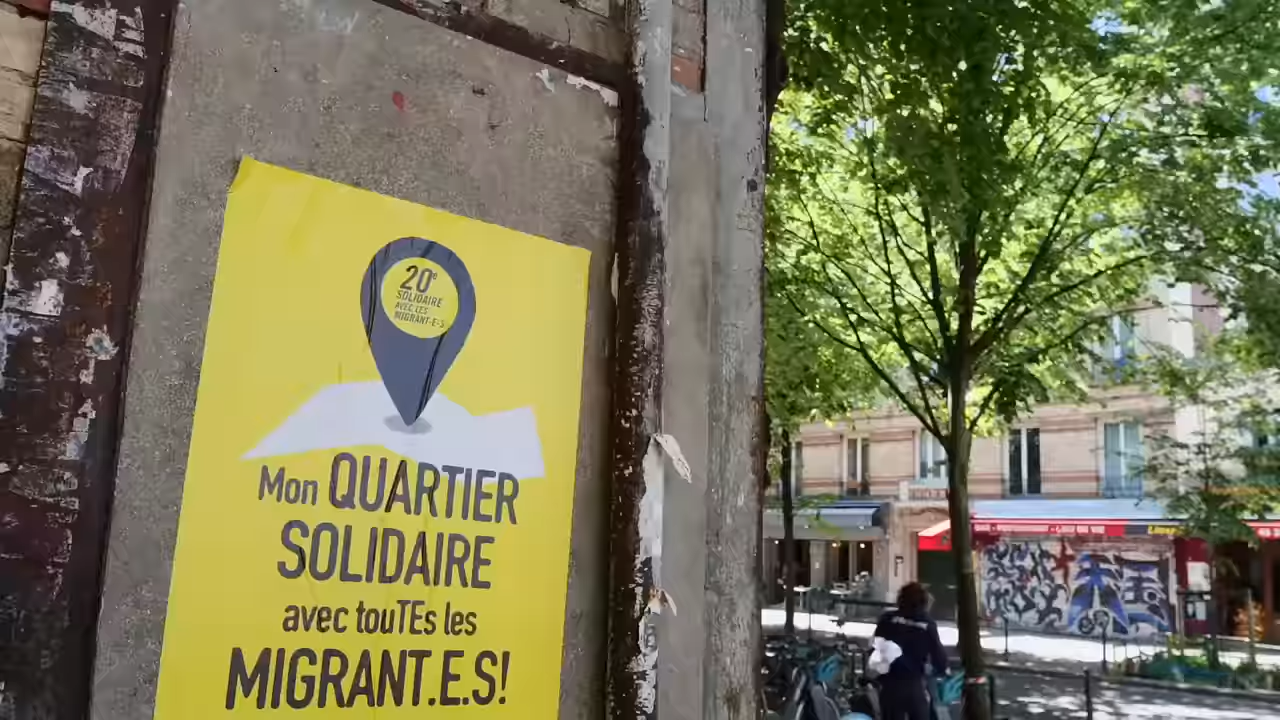 20e
SOLIDAIRE
AVEC LES
MIGRANT·E·S
Mon QUARTIER
SOLIDAIRE
avec touTEs les
MIGRANT.E.S!